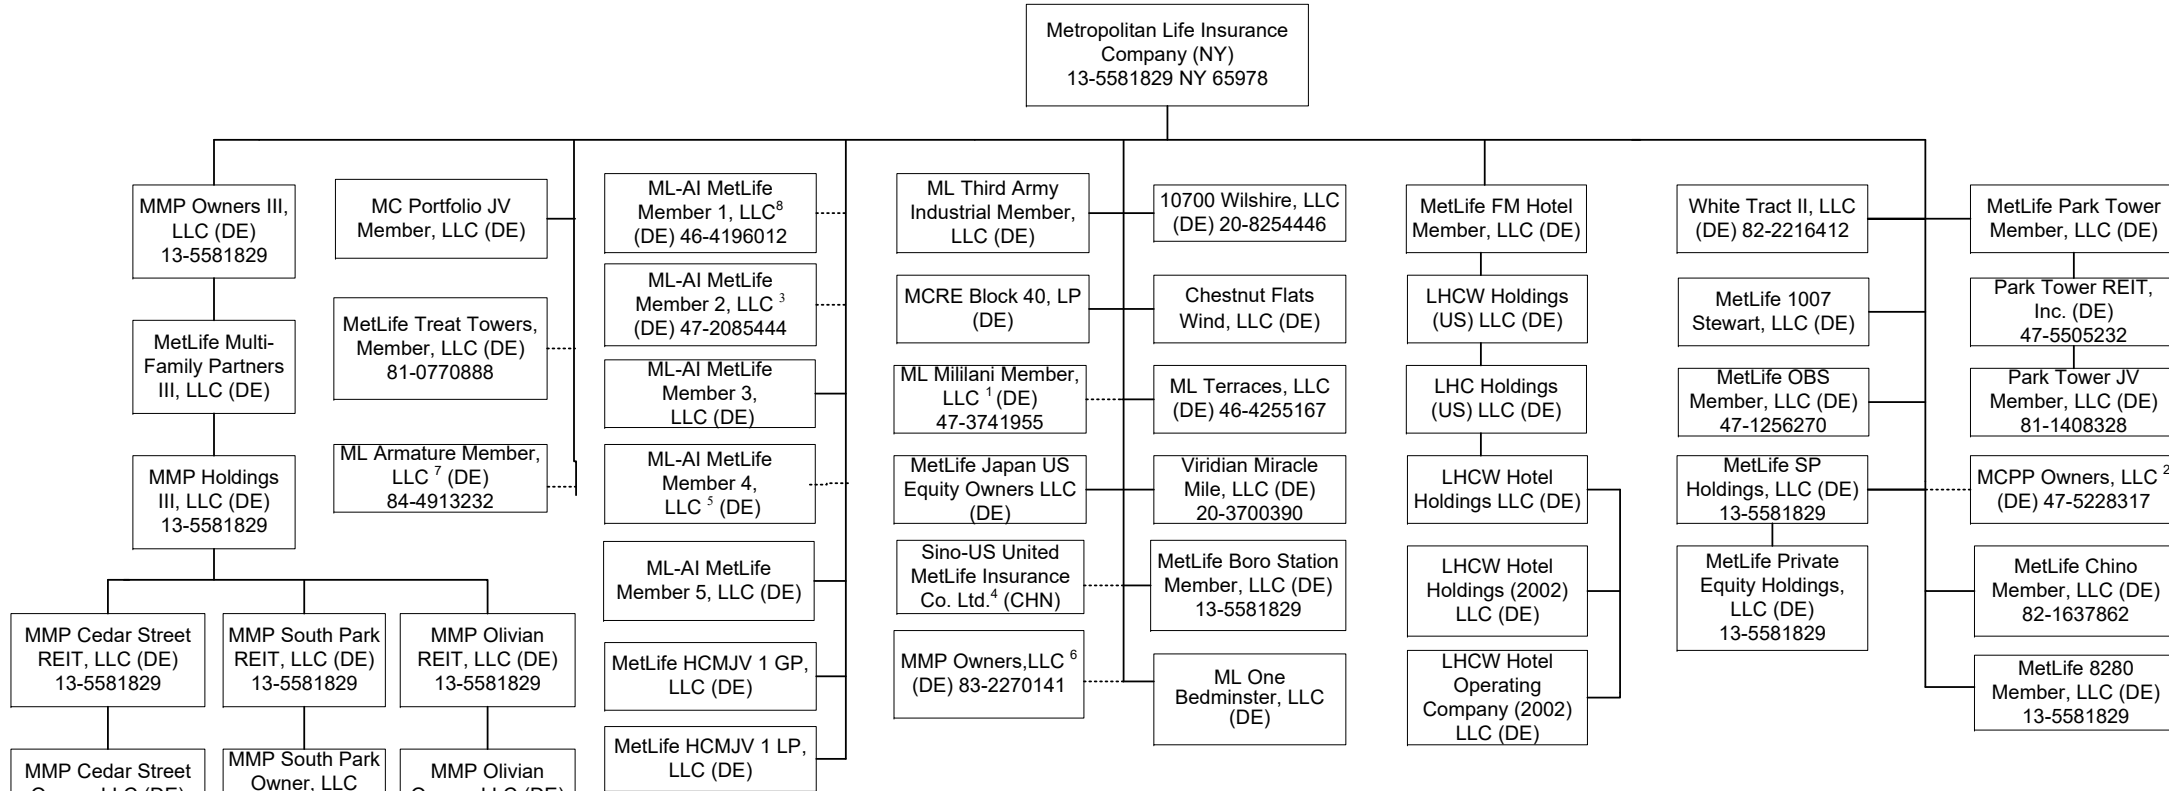 Metropolitan Life Insurance
Company (NY)
13-5581829 NY 65978
MMP Owners III,
LLC (DE)
13-5581829
MetLife Multi-
Family Partners
III, LLC (DE)
MMP Holdings
III, LLC (DE)
13-5581829
MMP Cedar Street
REIT, LLC (DE)
13-5581829
MMP South Park
REIT, LLC (DE)
13-5581829
MMP Olivian
REIT, LLC (DE)
13-5581829
MMP Cedar Street
Owner, LLC (DE)
MMP South Park
Owner, LLC
MMP Olivian
Owner, LLC (DE)
MC Portfolio JV
Member, LLC (DE)
MetLife Treat Towers,
Member, LLC (DE)
81-0770888
ML Armature Member,
LLC 7 (DE)
84-4913232
ML-AI MetLife
Member 1, LLC8
(DE) 46-4196012
ML-AI MetLife
Member 2, LLC 3
(DE) 47-2085444
ML-AI MetLife
Member 3,
LLC (DE)
ML-AI MetLife
Member 4,
LLC 5 (DE)
ML-AI MetLife
Member 5, LLC (DE)
MetLife HCMJV 1 GP,
LLC (DE)
MetLife HCMJV 1 LP,
LLC (DE)
ML Third Army
Industrial Member,
LLC (DE)
MCRE Block 40, LP
(DE)
ML Mililani Member,
LLC 1 (DE)
47-3741955
MetLife Japan US
Equity Owners LLC
(DE)
Sino-US United
MetLife Insurance
Co. Ltd.4 (CHN)
MMP Owners,LLC 6
(DE) 83-2270141
10700 Wilshire, LLC
(DE) 20-8254446
Chestnut Flats
Wind, LLC (DE)
ML Terraces, LLC
(DE) 46-4255167
Viridian Miracle
Mile, LLC (DE)
20-3700390
MetLife Boro Station
Member, LLC (DE)
13-5581829
ML One
Bedminster, LLC
(DE)
MetLife FM Hotel
Member, LLC (DE)
LHCW Holdings
(US) LLC (DE)
LHC Holdings
(US) LLC (DE)
LHCW Hotel
Holdings LLC (DE)
LHCW Hotel
Holdings (2002)
LLC (DE)
LHCW Hotel
Operating
Company (2002)
LLC (DE)
White Tract II, LLC
(DE) 82-2216412
MetLife 1007
Stewart, LLC (DE)
MetLife OBS
Member, LLC (DE)
47-1256270
MetLife SP
Holdings, LLC (DE)
13-5581829
MetLife Private
Equity Holdings,
LLC (DE)
13-5581829
MetLife Park Tower
Member, LLC (DE)
Park Tower REIT,
Inc. (DE)
47-5505232
Park Tower JV
Member, LLC (DE)
81-1408328
MCPP Owners, LLC 2
(DE) 47-5228317
MetLife Chino
Member, LLC (DE)
82-1637862
MetLife 8280
Member, LLC (DE)
13-5581829